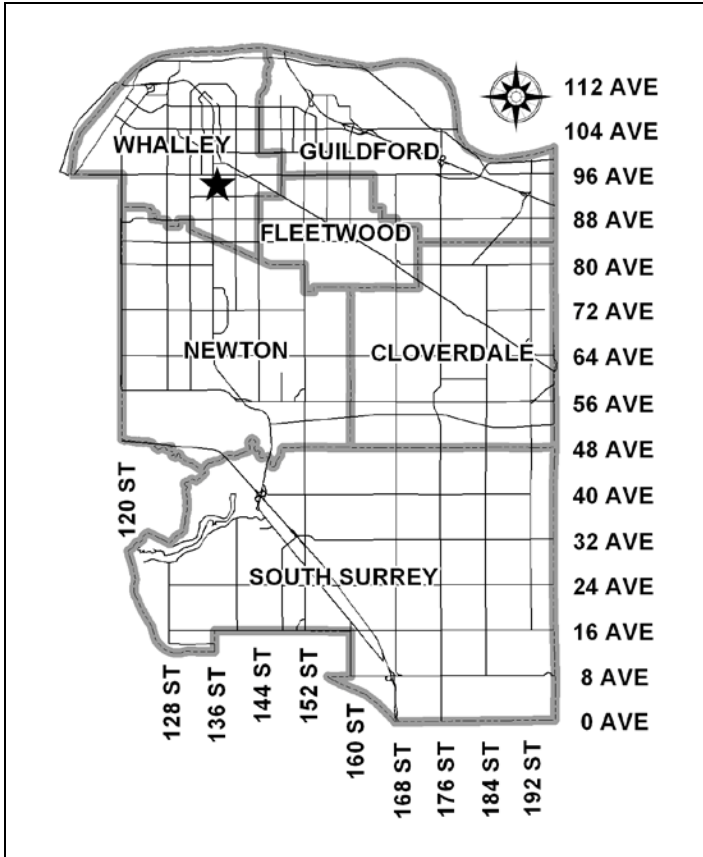 112 AVE
104 AVE
WHALLEY
GUILDFORD
96 AVE
88 AVE
FLEETWOOD
80 AVE
72 AVE
NEWTON
CLOVERDALE
64 AVE
56 AVE
48 AVE
120 ST
40 AVE
32 AVE
SOUTH SURREY
24 AVE
16 AVE
8 AVE
0 AVE
128 ST
136 ST
144 ST
152 ST
160 ST
168 ST
176 ST
184 ST
192 ST